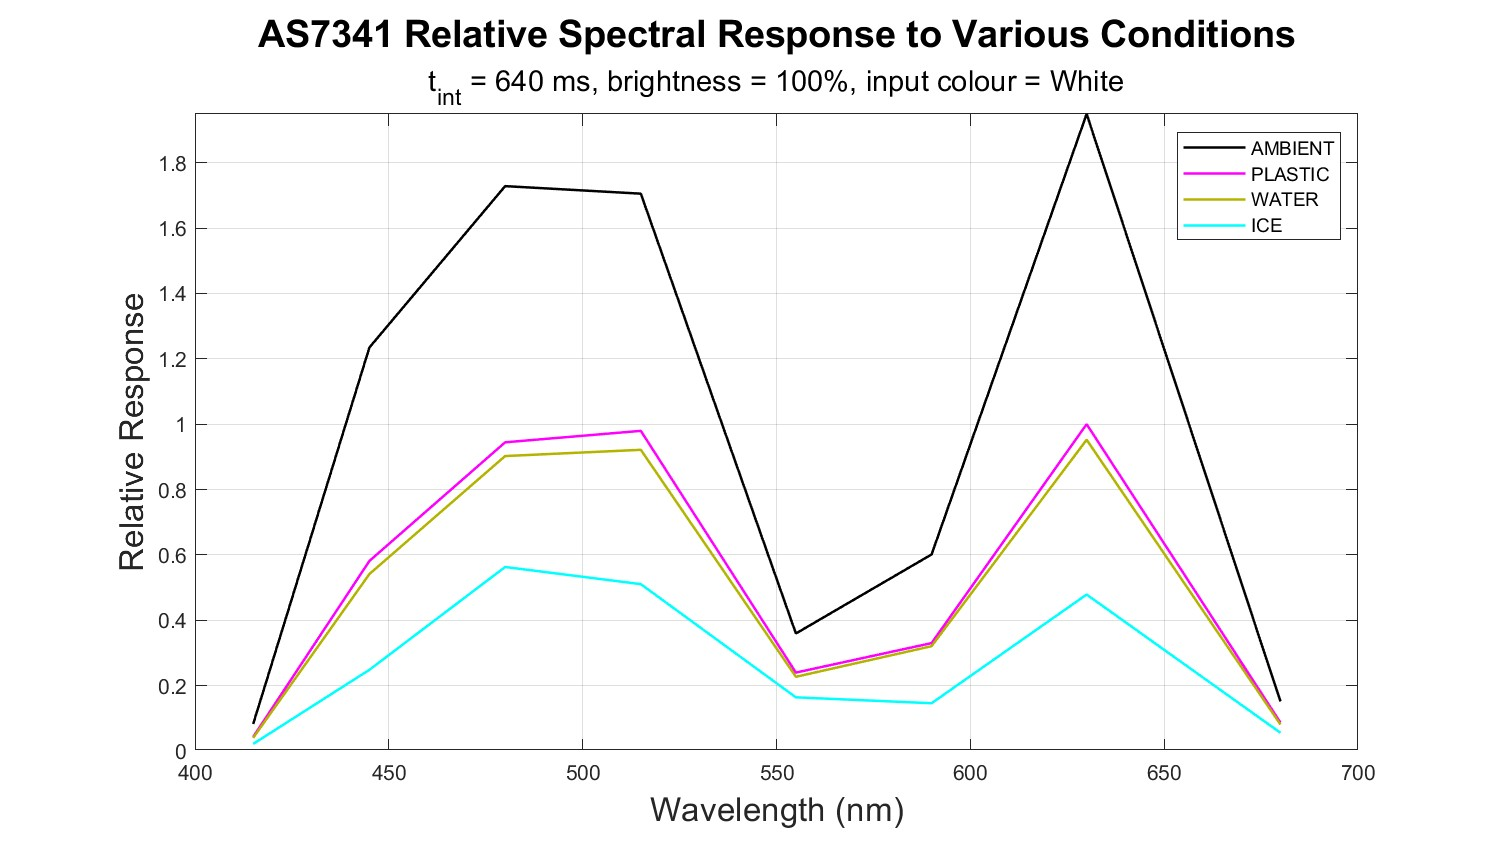 AS7341 Relative Spectral Response to Various Conditions
t_int = 640 ms, brightness = 100%, input colour = White
AMBIENT
PLASTIC
WATER
ICE
Relative Response
1.8
1.6
1.4
1.2
1
0.8
0.6
0.4
0.2
0
400 450 500 550 600 650 700
Wavelength (nm)